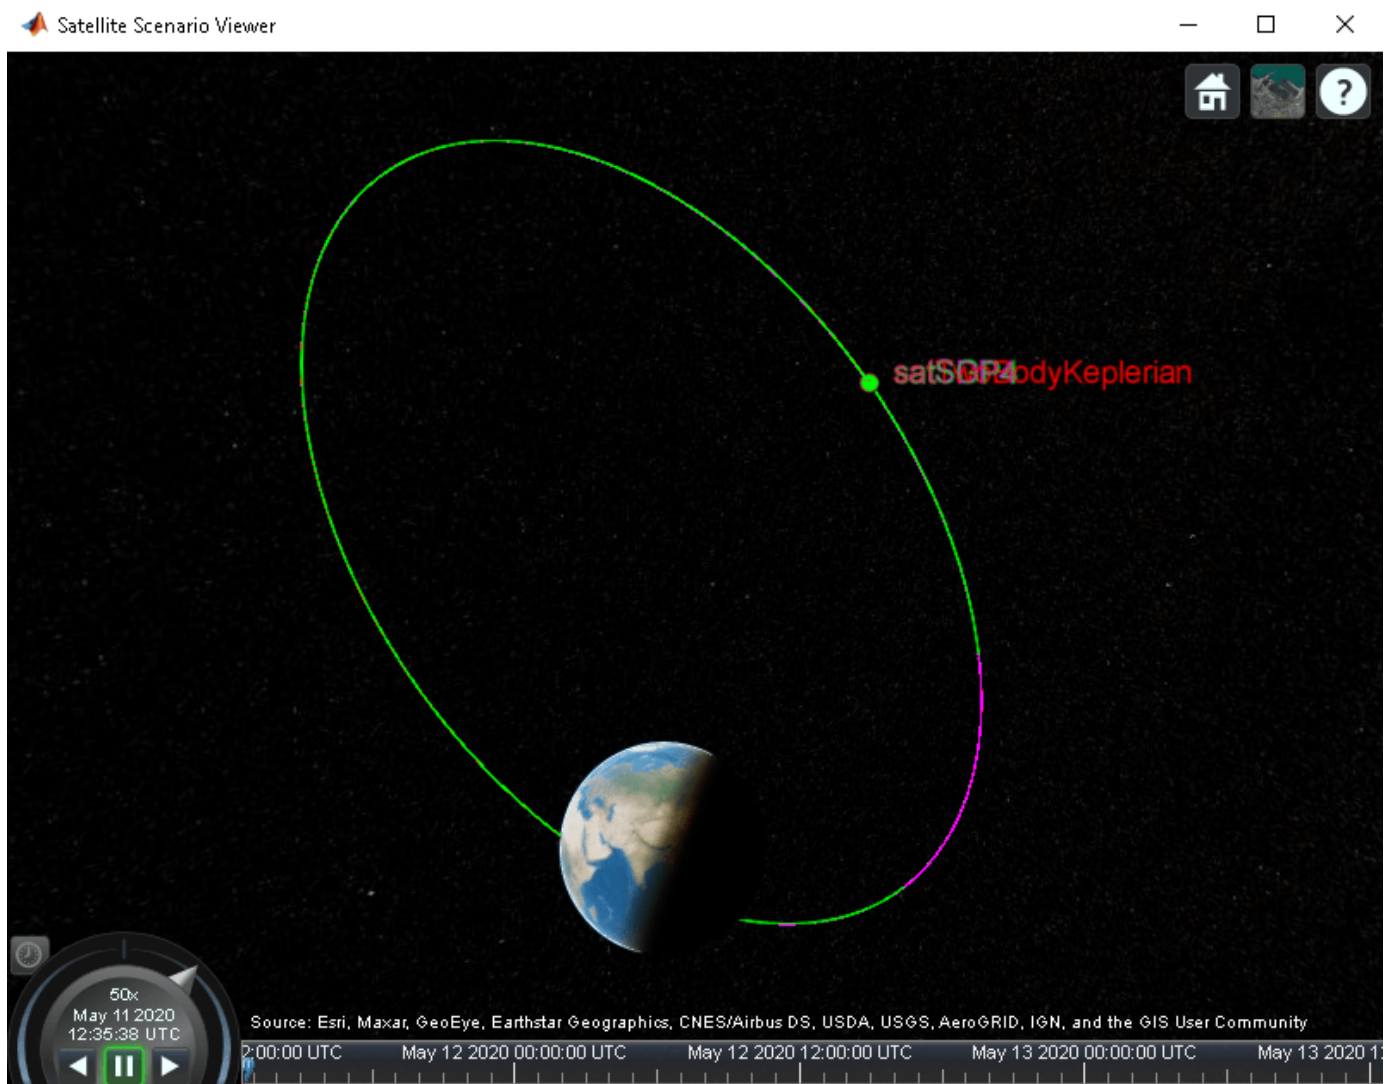 Satellite Scenario Viewer
?
50x
May 11 2020
12:35:38 UTC
Source: Esri, Maxar, GeoEye, Earthstar Geographics, CNES/Airbus DS, USDA, USGS, AeroGRID, IGN, and the GIS User Community
2:00:00 UTC May 12 2020 00:00:00 UTC May 12 2020 12:00:00 UTC May 13 2020 00:00:00 UTC May 13 2020 1